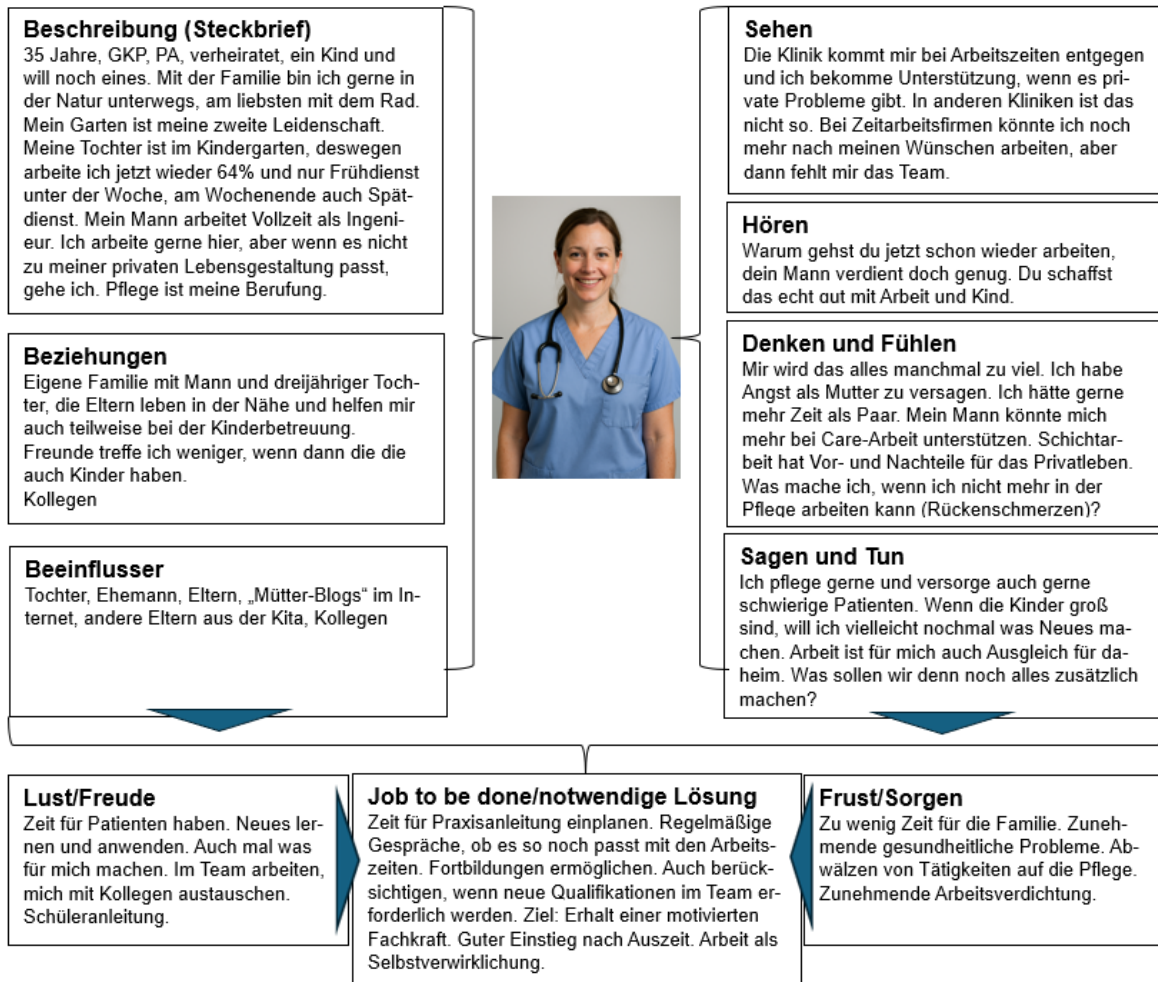 Beschreibung (Steckbrief)
35 Jahre, GKP, PA, verheiratet, ein Kind und
will noch eines. Mit der Familie bin ich gerne in
der Natur unterwegs, am liebsten mit dem Rad.
Mein Garten ist meine zweite Leidenschaft.
Meine Tochter ist im Kindergarten, deswegen
arbeite ich jetzt wieder 64% und nur Frühdienst
unter der Woche, am Wochenende auch Spät-
dienst. Mein Mann arbeitet Vollzeit als Ingeni-
eur. Ich arbeite gerne hier, aber wenn es nicht
zu meiner privaten Lebensgestaltung passt,
gehe ich. Pflege ist meine Berufung.
Beziehungen
Eigene Familie mit Mann und dreijähriger Toch-
ter, die Eltern leben in der Nähe und helfen mir
auch teilweise bei der Kinderbetreuung.
Freunde treffe ich weniger, wenn dann die die
auch Kinder haben.
Kollegen
Beeinflusser
Tochter, Ehemann, Eltern, „Mütter-Blogs“ im In-
ternet, andere Eltern aus der Kita, Kollegen
Sehen
Die Klinik kommt mir bei Arbeitszeiten entgegen
und ich bekomme Unterstützung, wenn es pri-
vate Probleme gibt. In anderen Kliniken ist das
nicht so. Bei Zeitarbeitsfirmen könnte ich noch
mehr nach meinen Wünschen arbeiten, aber
dann fehlt mir das Team.
Hören
Warum gehst du jetzt schon wieder arbeiten,
dein Mann verdient doch genug. Du schaffst
das echt gut mit Arbeit und Kind.
Denken und Fühlen
Mir wird das alles manchmal zu viel. Ich habe
Angst als Mutter zu versagen. Ich hätte gerne
mehr Zeit als Paar. Mein Mann könnte mich
mehr bei Care-Arbeit unterstützen. Schichtar-
beit hat Vor- und Nachteile für das Privatleben.
Was mache ich, wenn ich nicht mehr in der
Pflege arbeiten kann (Rückenschmerzen)?
Sagen und Tun
Ich pflege gerne und versorge auch gerne
schwierige Patienten. Wenn die Kinder groß
sind, will ich vielleicht nochmal was Neues ma-
chen. Arbeit ist für mich auch Ausgleich für da-
heim. Was sollen wir denn noch alles zusätzlich
machen?
Lust/Freude
Zeit für Patienten haben. Neues ler-
nen und anwenden. Auch mal was
für mich machen. Im Team arbeiten,
mich mit Kollegen austauschen.
Schüleranleitung.
Job to be done/notwendige Lösung
Zeit für Praxisanleitung einplanen. Regelmäßige
Gespräche, ob es so noch passt mit den Arbeits-
zeiten. Fortbildungen ermöglichen. Auch berück-
sichtigen, wenn neue Qualifikationen im Team er-
forderlich werden. Ziel: Erhalt einer motivierten
Fachkraft. Guter Einstieg nach Auszeit. Arbeit als
Selbstverwirklichung.
Frust/Sorgen
Zu wenig Zeit für die Familie. Zuneh-
mende gesundheitliche Probleme. Ab-
wälzen von Tätigkeiten auf die Pflege.
Zunehmende Arbeitsverdichtung.